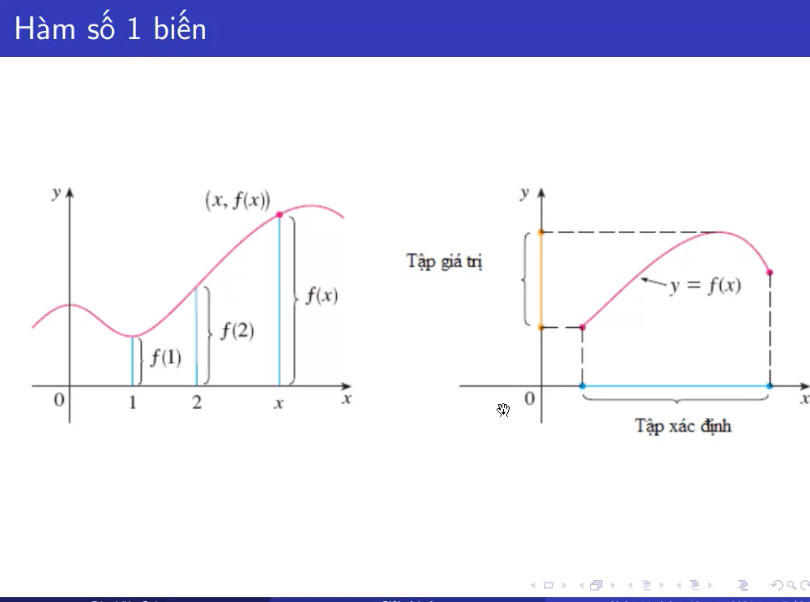 Hàm số 1 biến
y
(x, f(x))
f(x)
f(2)
f(1)
0
1
2
x
x
y
Tập giá trị
y = f(x)
0
x
Tập xác định